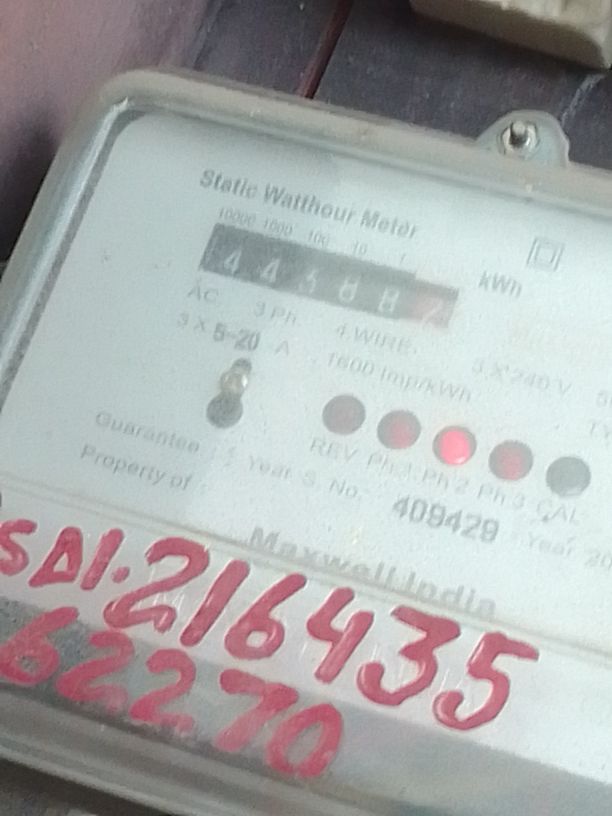 Static Watthour Meter
10000 1000 100 10 1
kWh
AC 3 Ph. 4 WIRE
3 X 5-20 A 3 X 240 V
1600 Imp/kWh
REV Ph 1 Ph 2 Ph 3 CAL
Guarantee : Year S. No. 409429 Year 20
Property of
Maxwell India
SDI.216435
62270